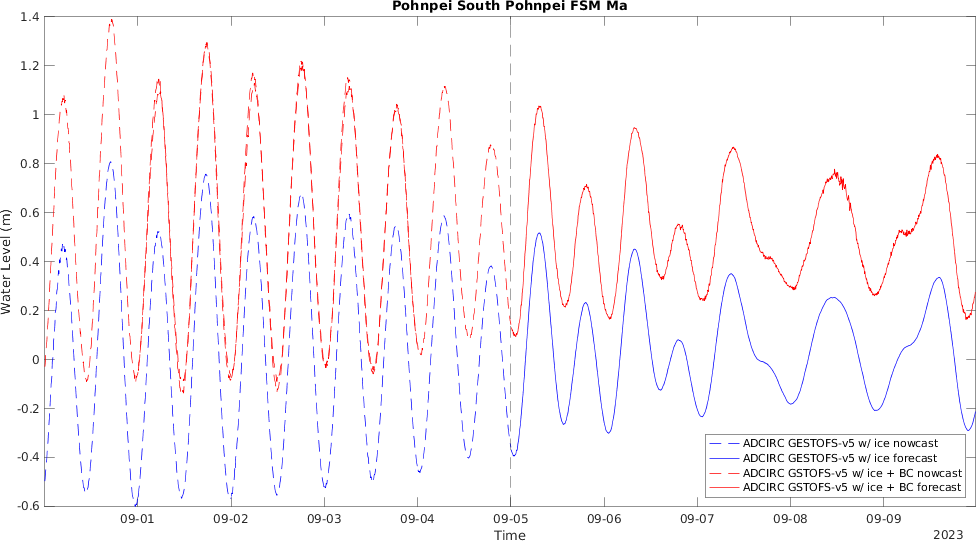 Pohnpei South Pohnpei FSM Ma
1.4
1.2
1
0.8
0.6
0.4
0.2
0
-0.2
-0.4
-0.6
Water Level (m)
09-01 09-02 09-03 09-04 09-05 09-06 09-07 09-08 09-09
Time
2023
ADCIRC GESTOFS-v5 w/ ice nowcast
ADCIRC GESTOFS-v5 w/ ice forecast
ADCIRC GSTOFS-v5 w/ ice + BC nowcast
ADCIRC GSTOFS-v5 w/ ice + BC forecast